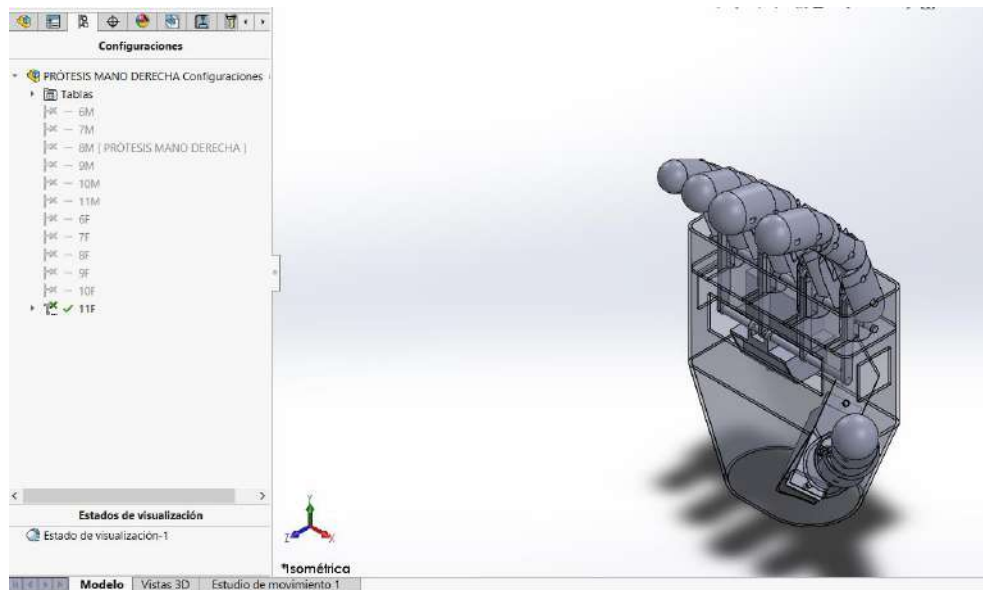 Configuraciones
PRÓTESIS MANO DERECHA Configuraciones
Tablas
6M
7M
8M ( PRÓTESIS MANO DERECHA )
9M
10M
11M
6F
7F
8F
9F
10F
11F
Estados de visualización
Estado de visualización-1
Y
Z
X
*Isométrica
Modelo Vistas 3D Estudio de movimiento 1